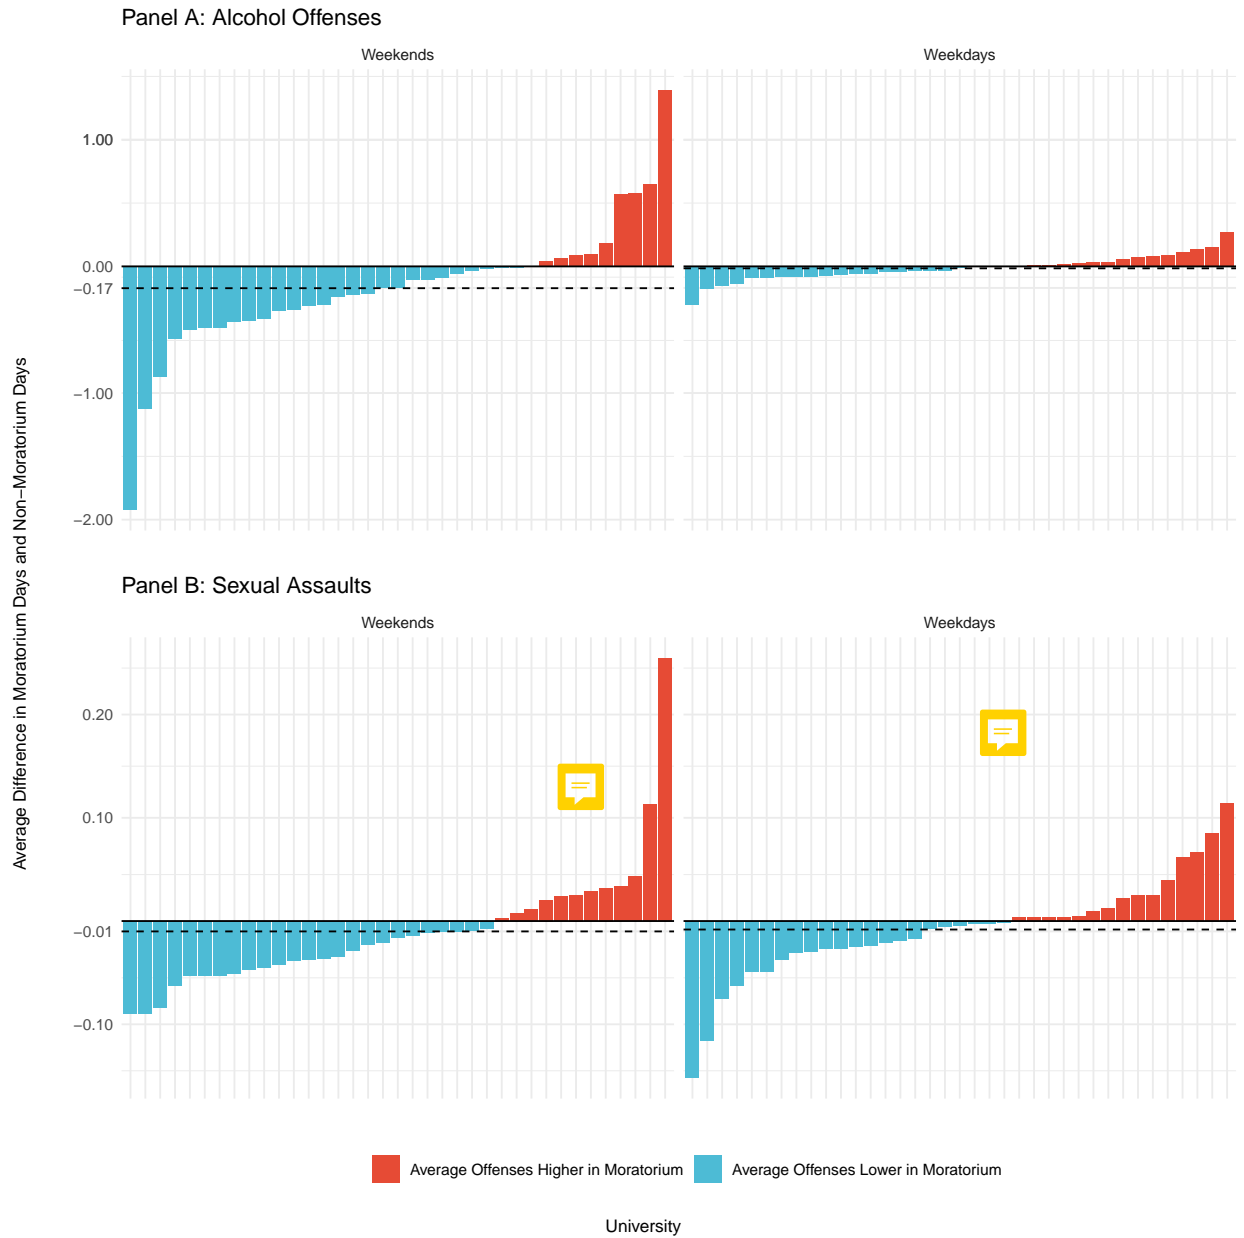 Panel A: Alcohol Offenses
Weekends
Weekdays
1.00
0.00
−0.17
−1.00
−2.00
Average Difference in Moratorium Days and Non−Moratorium Days
Panel B: Sexual Assaults
Weekends
Weekdays
0.20
0.10
−0.01
−0.10
Average Offenses Higher in Moratorium
Average Offenses Lower in Moratorium
University